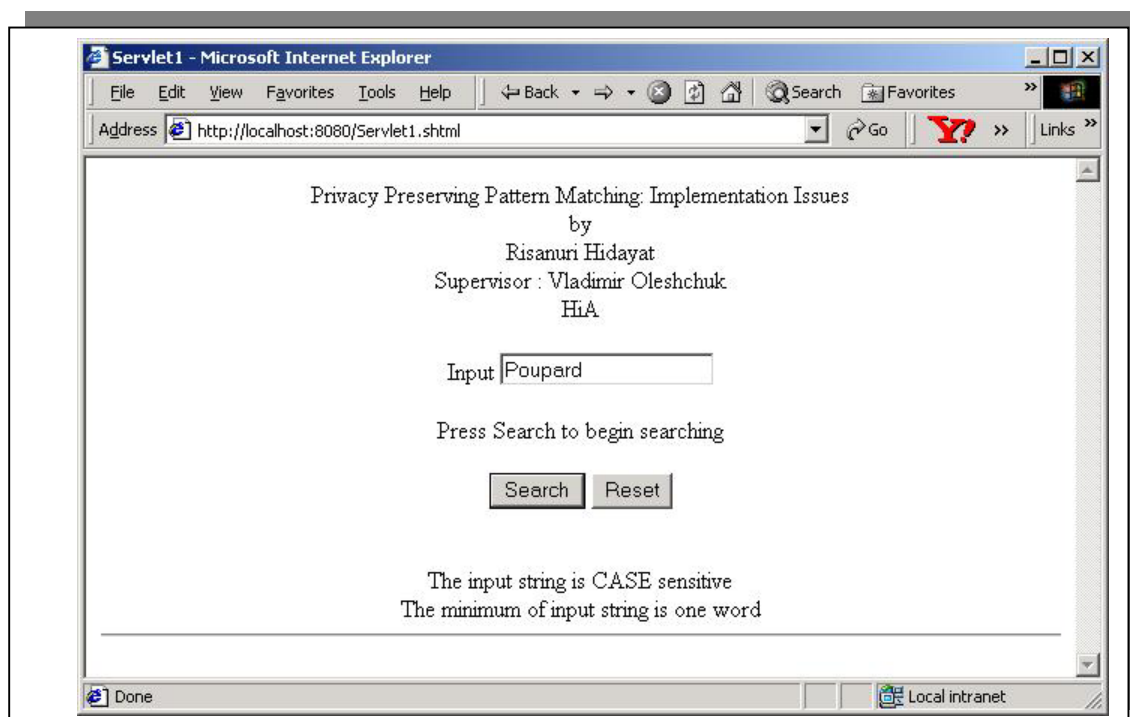 Servlet1 - Microsoft Internet Explorer
File Edit View Favorites Tools Help Back Search Favorites »
Address http://localhost:8080/Servlet1.shtml Go Y! » Links »
Privacy Preserving Pattern Matching: Implementation Issues
by
Risanuri Hidayat
Supervisor : Vladimir Oleshchuk
HiA
Input Poupard
Press Search to begin searching
Search Reset
The input string is CASE sensitive
The minimum of input string is one word
Done Local intranet